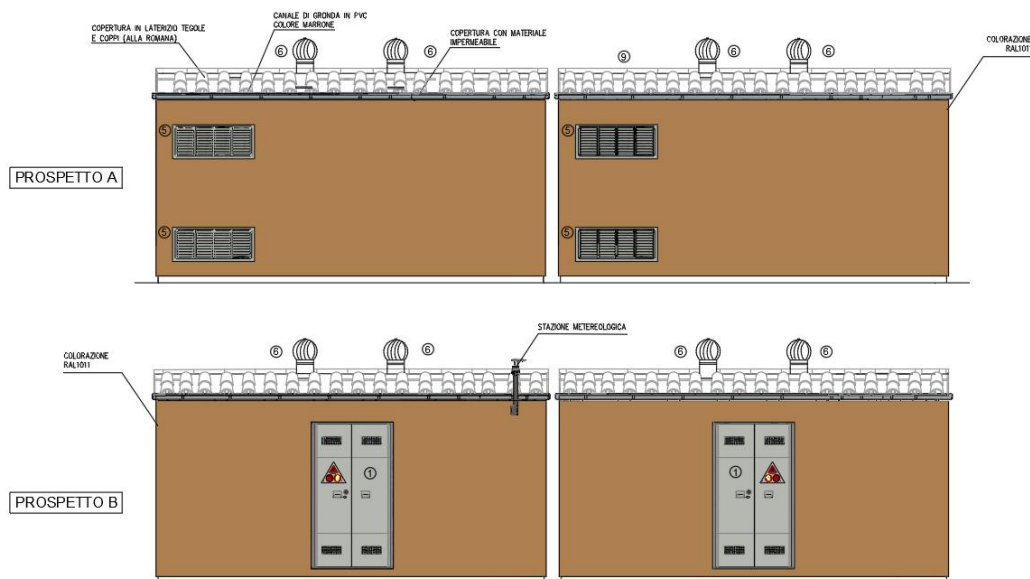 COPERTURA IN LATERIZIO TEGOLE
E COPPI (ALLA ROMANA)
CANALE DI GRONDA IN PVC
COLORE MARRONE
COPERTURA CON MATERIALE
IMPERMEABILE
COLORAZIONE
RAL1011
6
6
9
6
6
5
5
PROSPETTO A
5
5
STAZIONE METEREOLOGICA
COLORAZIONE
RAL1011
6
6
6
6
1
1
PROSPETTO B